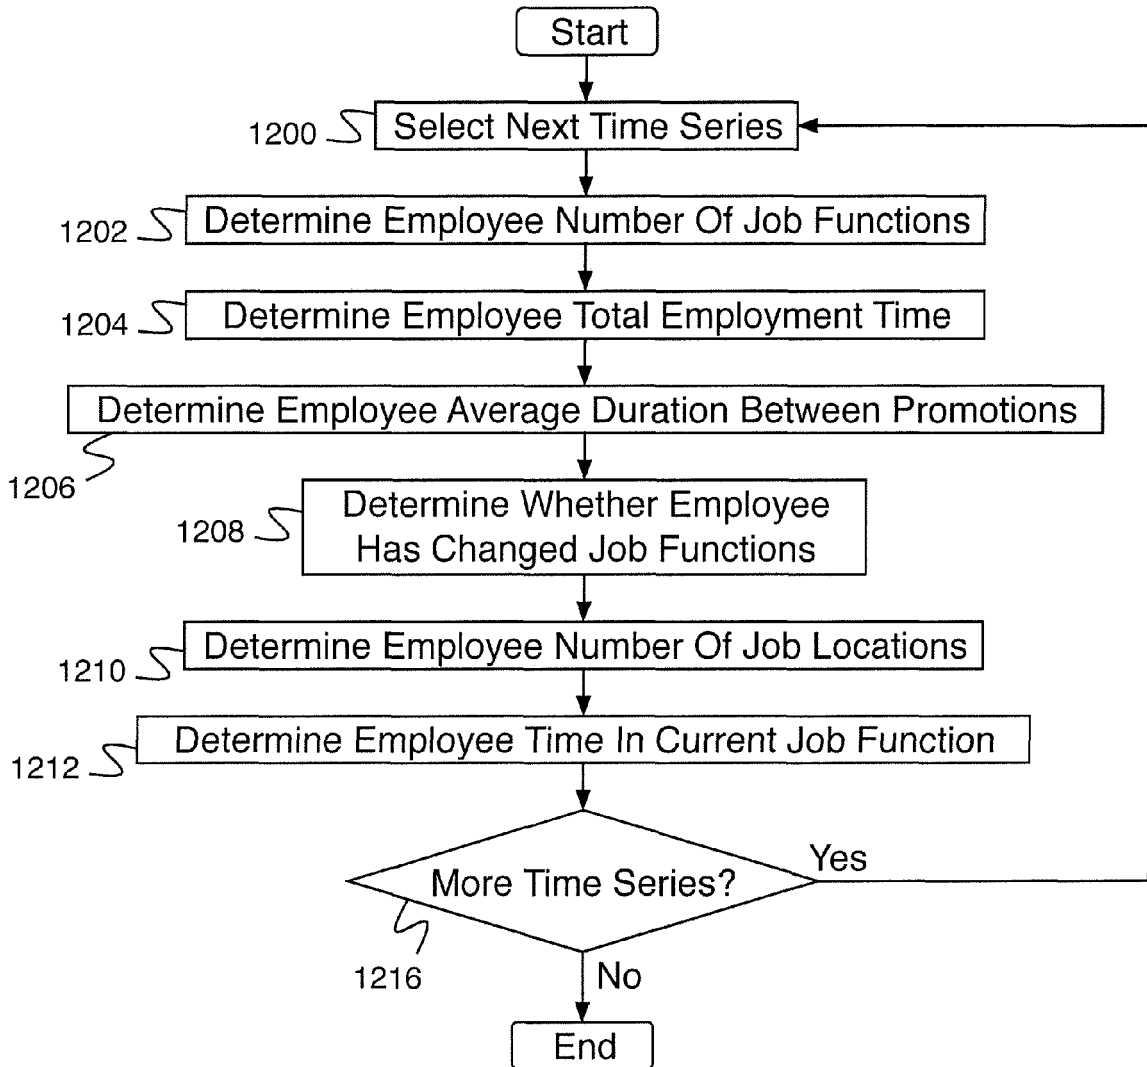 Start
1200
Select Next Time Series
1202
Determine Employee Number Of Job Functions
1204
Determine Employee Total Employment Time
Determine Employee Average Duration Between Promotions
1206
1208
Determine Whether Employee
Has Changed Job Functions
1210
Determine Employee Number Of Job Locations
1212
Determine Employee Time In Current Job Function
More Time Series?
Yes
1216
No
End